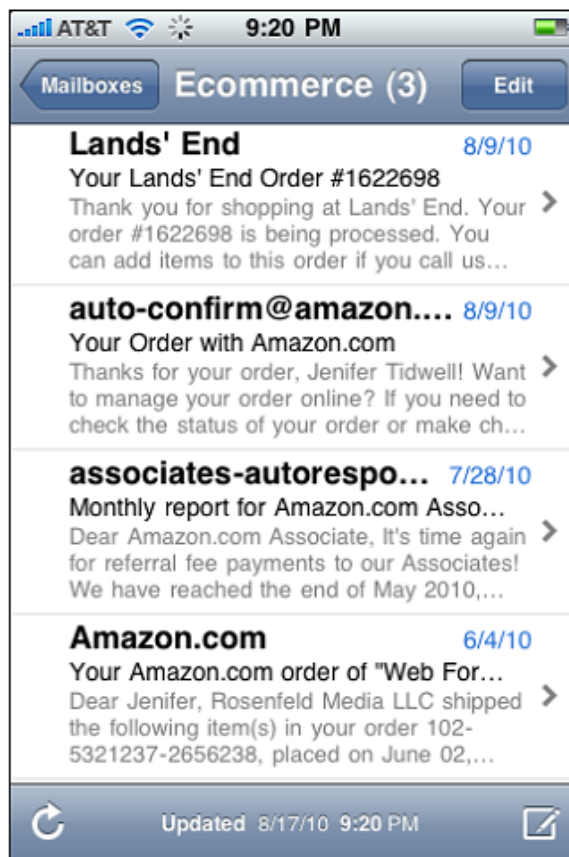 AT&T 9:20 PM
Mailboxes Ecommerce (3) Edit
Lands' End 8/9/10
Your Lands' End Order #1622698
Thank you for shopping at Lands' End. Your
order #1622698 is being processed. You
can add items to this order if you call us...
auto-confirm@amazon.... 8/9/10
Your Order with Amazon.com
Thanks for your order, Jenifer Tidwell! Want
to manage your order online? If you need to
check the status of your order or make ch...
associates-autorespo... 7/28/10
Monthly report for Amazon.com Asso...
Dear Amazon.com Associate, It's time again
for referral fee payments to our Associates!
We have reached the end of May 2010,...
Amazon.com 6/4/10
Your Amazon.com order of "Web For...
Dear Jenifer, Rosenfeld Media LLC shipped
the following item(s) in your order 102-
5321237-2656238, placed on June 02,...
Updated 8/17/10 9:20 PM